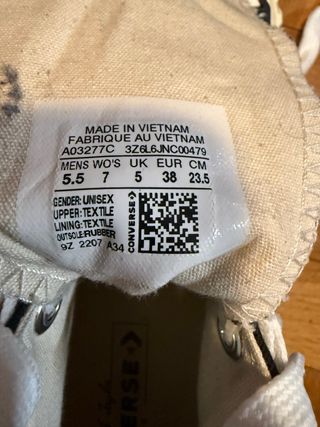 MADE IN VIETNAM
FABRIQUE AU VIETNAM
A03277C 3Z6L6JNC00479
MENS WO'S UK EUR CM
5.5 7 5 38 23.5
GENDER: UNISEX
UPPER: TEXTILE
LINING: TEXTILE
OUTSOLE: RUBBER
9Z 2207 A34
CONVERSE
CONVERSE